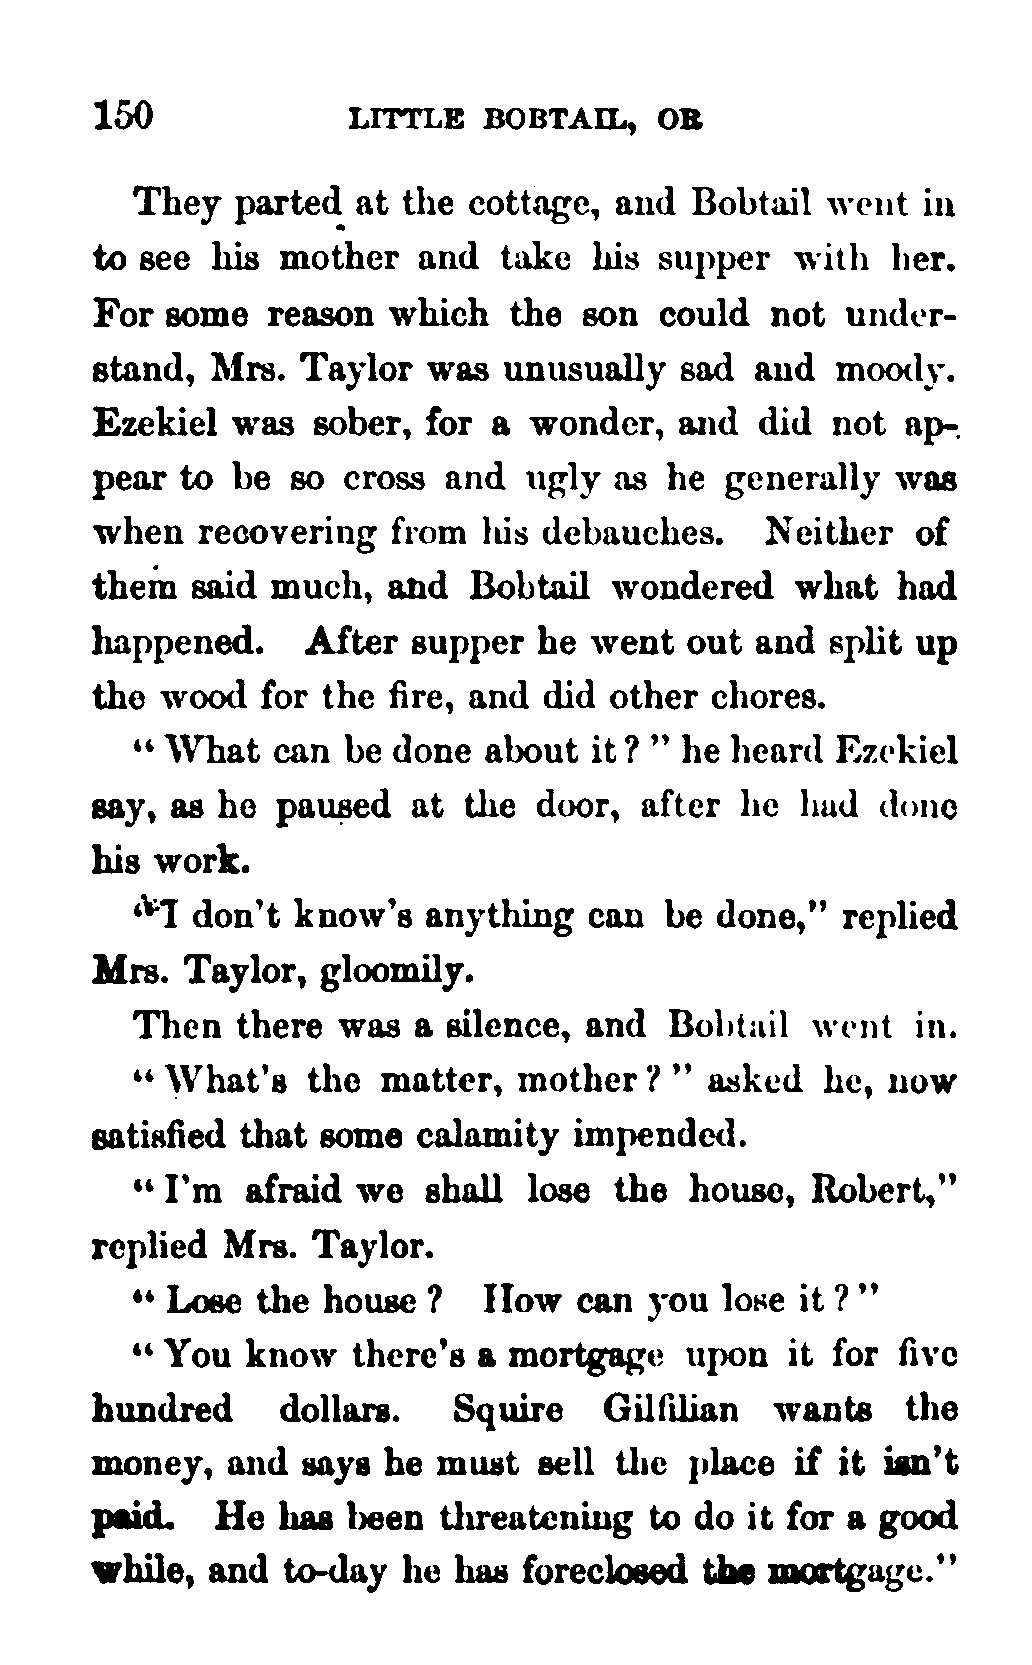 150 LITTLE BOBTAIL, OR
They parted at the cottage, and Bobtail went in
to see his mother and take his supper with her.
For some reason which the son could not under-
stand, Mrs. Taylor was unusually sad and moody.
Ezekiel was sober, for a wonder, and did not ap-
pear to be so cross and ugly as he generally was
when recovering from his debauches. Neither of
them said much, and Bobtail wondered what had
happened. After supper he went out and split up
the wood for the fire, and did other chores.
“What can be done about it?” he heard Ezekiel
say, as he paused at the door, after he had done
his work.
“I don't know's anything can be done,” replied
Mrs. Taylor, gloomily.
Then there was a silence, and Bobtail went in.
“What's the matter, mother?” asked he, now
satisfied that some calamity impended.
“I'm afraid we shall lose the house, Robert,”
replied Mrs. Taylor.
“Lose the house? How can you lose it?”
“You know there's a mortgage upon it for five
hundred dollars. Squire Gilfilian wants the
money, and says he must sell the place if it isn't
paid. He has been threatening to do it for a good
while, and to-day he has foreclosed the mortgage.”